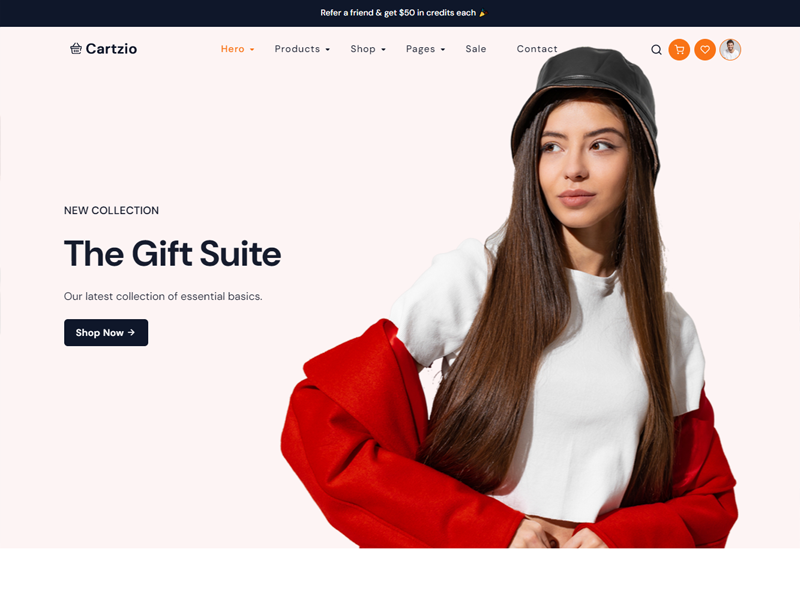 Refer a friend & get $50 in credits each 🎉
Cartzio
Hero
Products
Shop
Pages
Sale
Contact
NEW COLLECTION
The Gift Suite
Our latest collection of essential basics.
Shop Now →